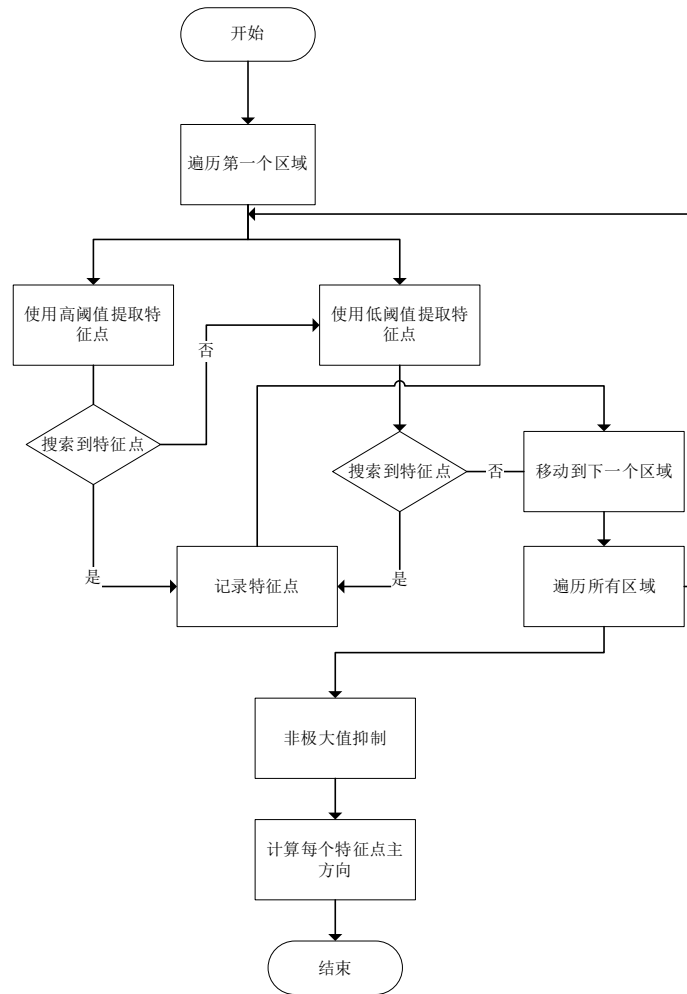 开始
遍历第一个区域
使用高阈值提取特
征点
使用低阈值提取特
征点
否
搜索到特征点
搜索到特征点
否
移动到下一个区域
是
记录特征点
是
遍历所有区域
非极大值抑制
计算每个特征点主
方向
结束